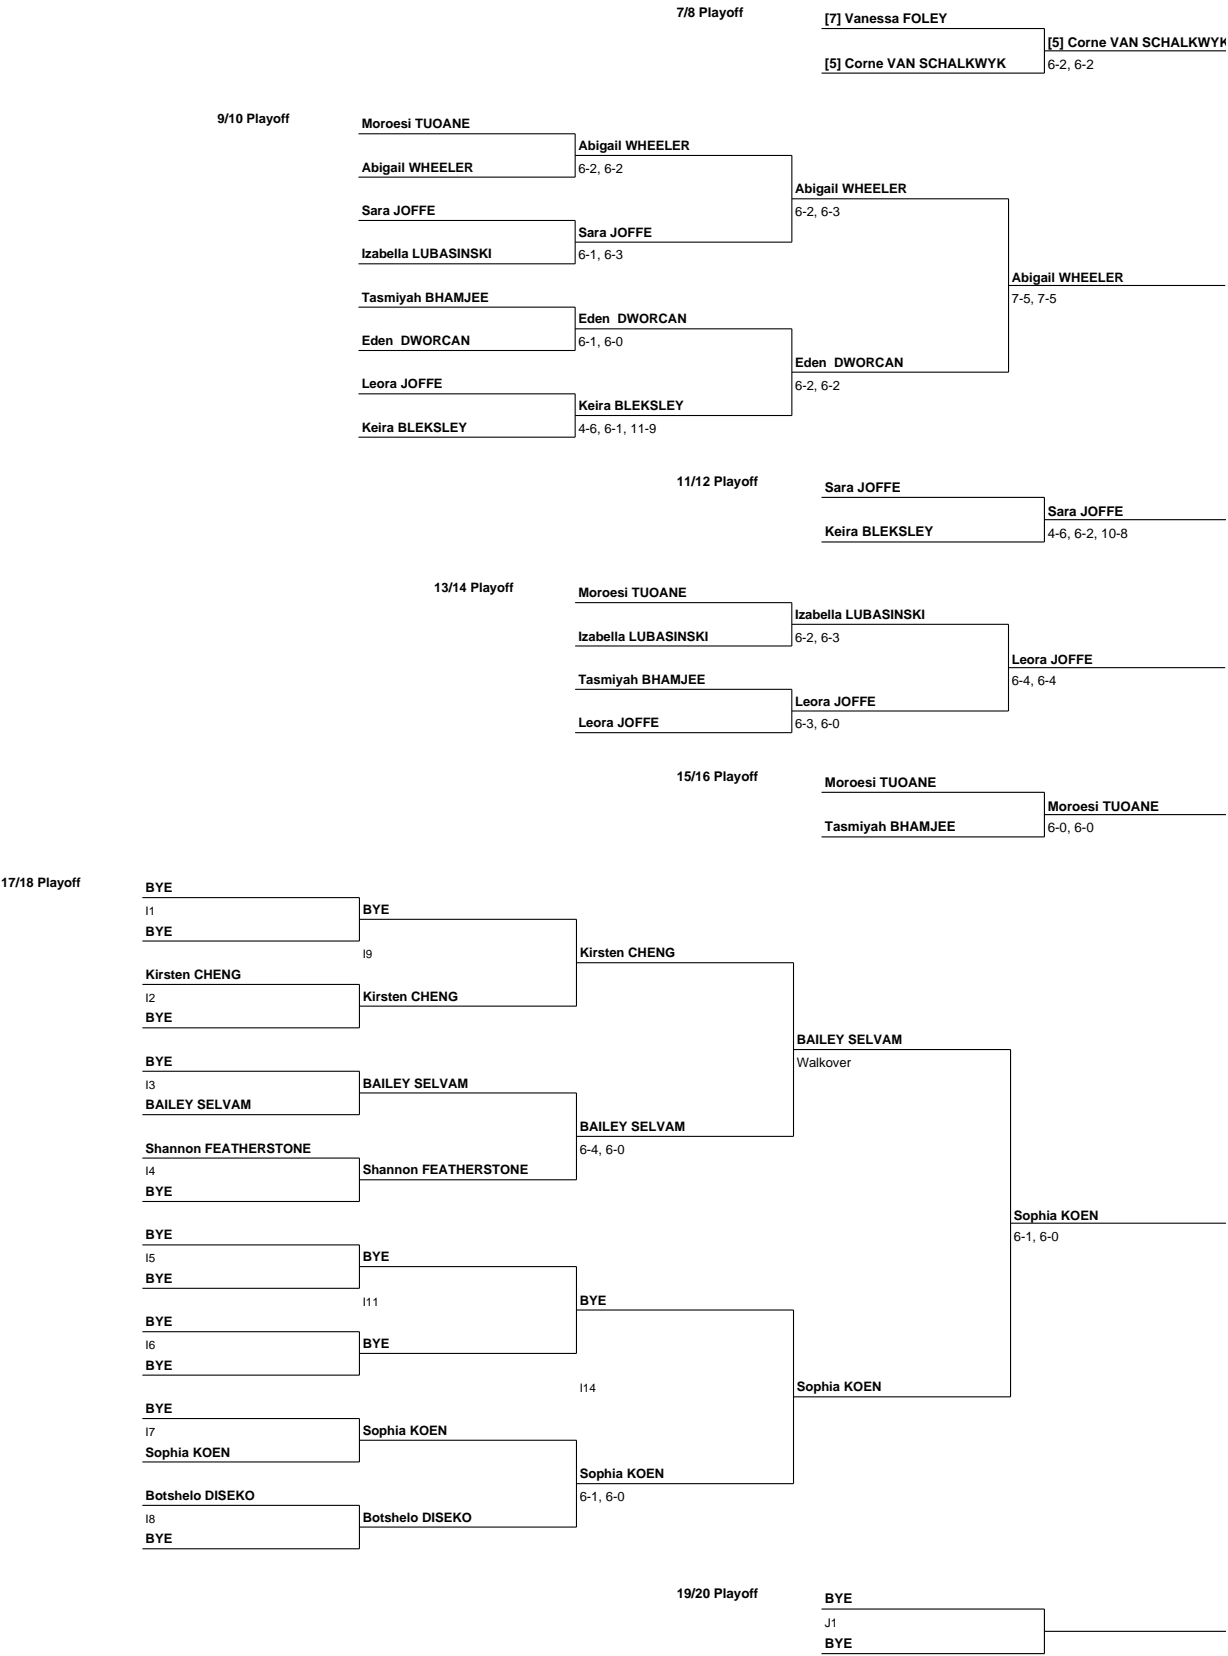 7/8 Playoff
[7] Vanessa FOLEY
[5] Corne VAN SCHALKWYK
[5] Corne VAN SCHALKWYK
6-2, 6-2
9/10 Playoff
Moroesi TUOANE
Abigail WHEELER
Abigail WHEELER
6-2, 6-2
Abigail WHEELER
6-2, 6-3
Sara JOFFE
Sara JOFFE
Izabella LUBASINSKI
6-1, 6-3
Abigail WHEELER
7-5, 7-5
Tasmiyah BHAMJEE
Eden  DWORCAN
Eden  DWORCAN
6-1, 6-0
Eden  DWORCAN
6-2, 6-2
Leora JOFFE
Keira BLEKSLEY
Keira BLEKSLEY
4-6, 6-1, 11-9
11/12 Playoff
Sara JOFFE
Sara JOFFE
Keira BLEKSLEY
4-6, 6-2, 10-8
13/14 Playoff
Moroesi TUOANE
Izabella LUBASINSKI
Izabella LUBASINSKI
6-2, 6-3
Leora JOFFE
6-4, 6-4
Tasmiyah BHAMJEE
Leora JOFFE
Leora JOFFE
6-3, 6-0
15/16 Playoff
Moroesi TUOANE
Moroesi TUOANE
Tasmiyah BHAMJEE
6-0, 6-0
17/18 Playoff
BYE
I1
BYE
BYE
I9
Kirsten CHENG
Kirsten CHENG
I2
Kirsten CHENG
BYE
BAILEY SELVAM
Walkover
BYE
I3
BAILEY SELVAM
BAILEY SELVAM
BAILEY SELVAM
6-4, 6-0
Shannon FEATHERSTONE
I4
Shannon FEATHERSTONE
BYE
Sophia KOEN
6-1, 6-0
BYE
I5
BYE
BYE
I11
BYE
BYE
I6
BYE
BYE
I14
Sophia KOEN
BYE
I7
Sophia KOEN
Sophia KOEN
Sophia KOEN
6-1, 6-0
Botshelo DISEKO
I8
Botshelo DISEKO
BYE
19/20 Playoff
BYE
J1
BYE